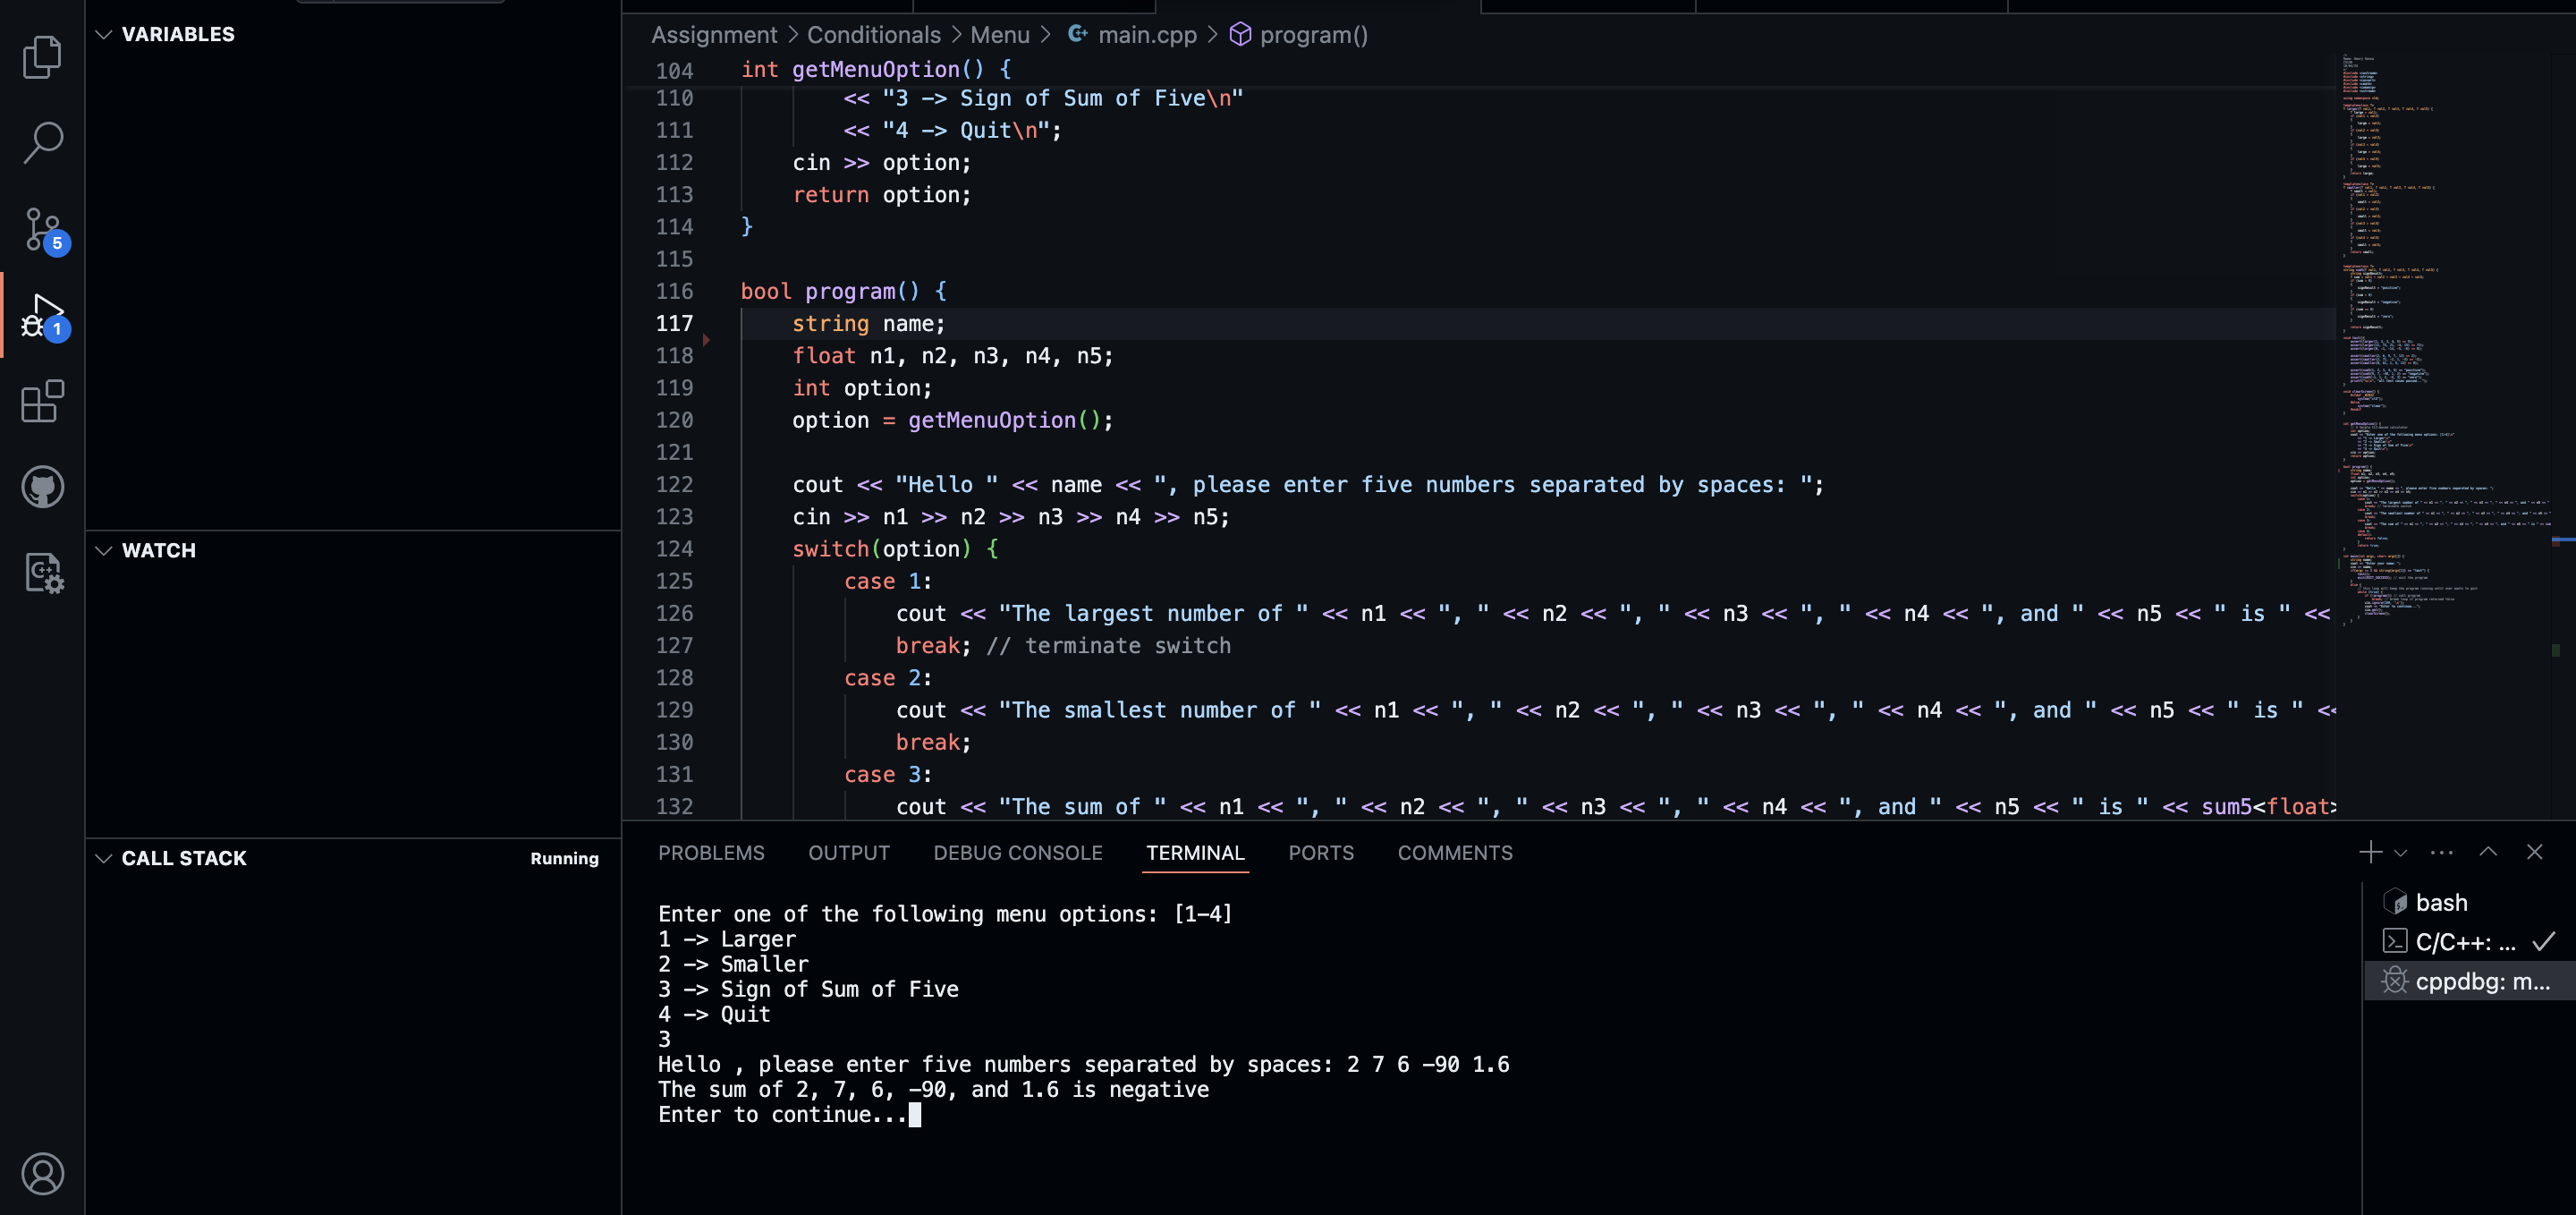 VARIABLES
WATCH
CALL STACK
Running
5
1
Assignment > Conditionals > Menu > main.cpp > program()
104 int getMenuOption() {
110 << "3 -> Sign of Sum of Five\n"
111 << "4 -> Quit\n";
112 cin >> option;
113 return option;
114 }
115
116 bool program() {
117 string name;
118 float n1, n2, n3, n4, n5;
119 int option;
120 option = getMenuOption();
121
122 cout << "Hello " << name << ", please enter five numbers separated by spaces: ";
123 cin >> n1 >> n2 >> n3 >> n4 >> n5;
124 switch(option) {
125 case 1:
126 cout << "The largest number of " << n1 << ", " << n2 << ", " << n3 << ", " << n4 << ", and " << n5 << " is " <<
127 break; // terminate switch
128 case 2:
129 cout << "The smallest number of " << n1 << ", " << n2 << ", " << n3 << ", " << n4 << ", and " << n5 << " is " <<
130 break;
131 case 3:
132 cout << "The sum of " << n1 << ", " << n2 << ", " << n3 << ", " << n4 << ", and " << n5 << " is " << sum5<float>
PROBLEMS OUTPUT DEBUG CONSOLE TERMINAL PORTS COMMENTS
Enter one of the following menu options: [1-4]
1 -> Larger
2 -> Smaller
3 -> Sign of Sum of Five
4 -> Quit
3
Hello , please enter five numbers separated by spaces: 2 7 6 -90 1.6
The sum of 2, 7, 6, -90, and 1.6 is negative
Enter to continue...
bash
C/C++: ...
cppdbg: m...